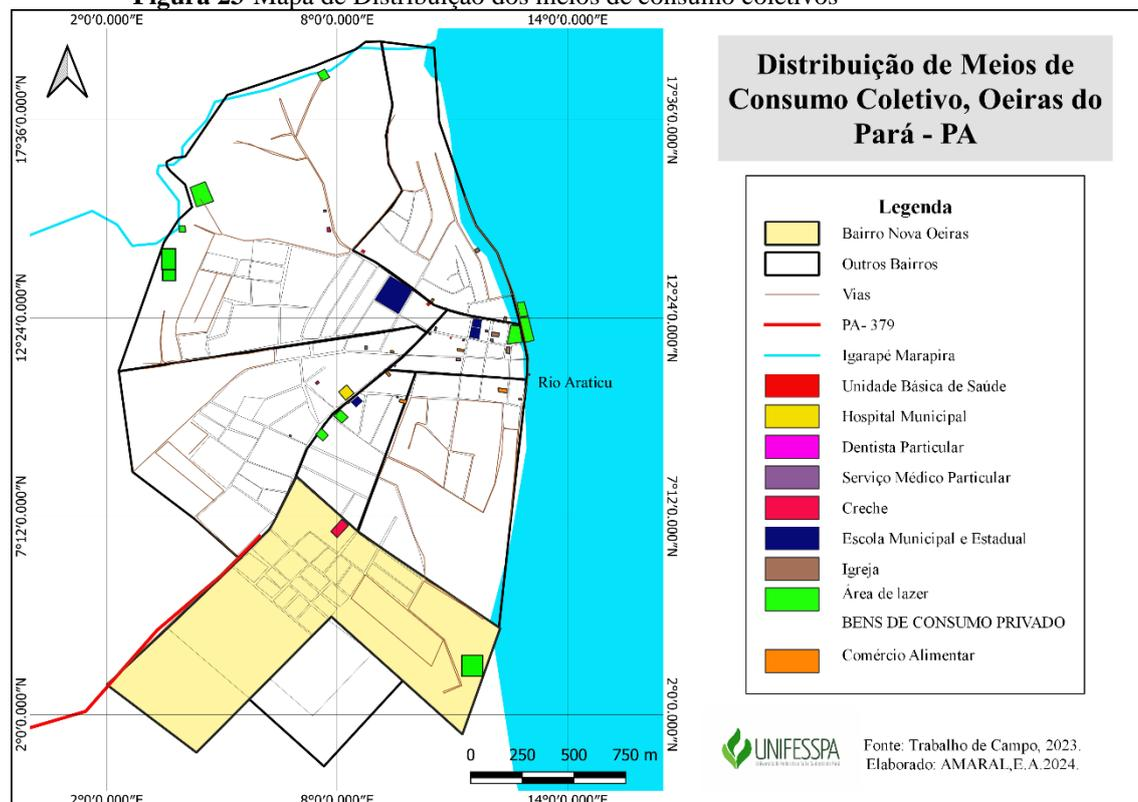 Figura 23 Mapa de Distribuição dos meios de consumo coletivos
2°0'0.000"E 8°0'0.000"E 14°0'0.000"E
17°36'0.000"N
17°36'0.000"N
12°24'0.000"N
12°24'0.000"N
7°12'0.000"N
7°12'0.000"N
2°0'0.000"N
2°0'0.000"N
Rio Araticu
0 250 500 750 m
2°0'0.000"E 8°0'0.000"E 14°0'0.000"E
Distribuição de Meios de
Consumo Coletivo, Oeiras do
Pará - PA
Legenda
Bairro Nova Oeiras
Outros Bairros
Vias
PA- 379
Igarapé Marapira
Unidade Básica de Saúde
Hospital Municipal
Dentista Particular
Serviço Médico Particular
Creche
Escola Municipal e Estadual
Igreja
Área de lazer
BENS DE CONSUMO PRIVADO
Comércio Alimentar
UNIFESSPA
Fonte: Trabalho de Campo, 2023.
Elaborado: AMARAL,E.A.2024.